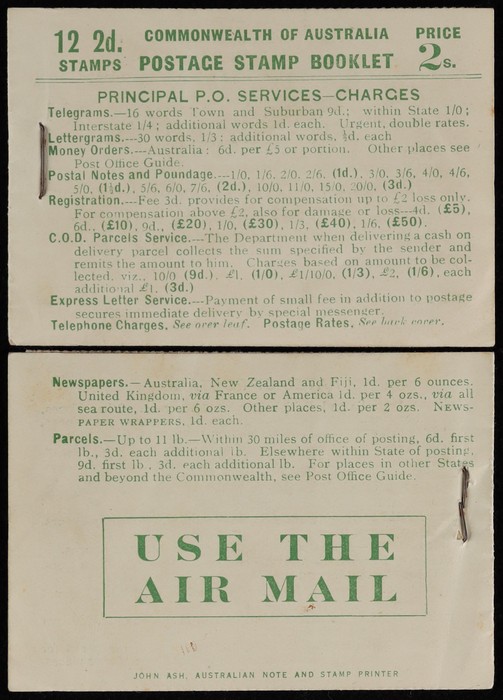 12 2d. COMMONWEALTH OF AUSTRALIA PRICE
STAMPS POSTAGE STAMP BOOKLET 2s.
PRINCIPAL P.O. SERVICES—CHARGES
Telegrams.—16 words Town and Suburban 9d.; within State 1/0;
Interstate 1/4; additional words 1d. each. Urgent, double rates.
Lettergrams.—30 words, 1/3; additional words, ½d. each
Money Orders.—Australia: 6d. per £5 or portion. Other places see
Post Office Guide.
Postal Notes and Poundage.—1/0, 1/6, 2/0, 2/6, (1d.), 3/0, 3/6, 4/0, 4/6,
5/0, (1½d.), 5/6, 6/0, 7/6, (2d.), 10/0, 11/0, 15/0, 20/0, (3d.)
Registration.—Fee 3d. provides for compensation up to £2 loss only.
For compensation above £2, also for damage or loss—4d. (£5),
6d., (£10), 9d., (£20), 1/0, (£30), 1/3, (£40), 1/6, (£50).
C.O.D. Parcels Service.—The Department when delivering a cash on
delivery parcel collects the sum specified by the sender and
remits the amount to him. Charges based on amount to be col-
lected, viz., 10/0 (9d.), £1, (1/0), £1/10/0, (1/3), £2, (1/6), each
additional £1, (3d.)
Express Letter Service.—Payment of small fee in addition to postage
secures immediate delivery by special messenger.
Telephone Charges, See over leaf. Postage Rates, See back cover.
Newspapers.—Australia, New Zealand and Fiji, 1d. per 6 ounces.
United Kingdom, via France or America 1d. per 4 ozs., via all
sea route, 1d. per 6 ozs. Other places, 1d. per 2 ozs. NEWS-
PAPER WRAPPERS, 1d. each.
Parcels.—Up to 11 lb.—Within 30 miles of office of posting, 6d. first
lb., 3d. each additional lb. Elsewhere within State of posting,
9d. first lb., 3d. each additional lb. For places in other States
and beyond the Commonwealth, see Post Office Guide.
USE THE
AIR MAIL
JOHN ASH, AUSTRALIAN NOTE AND STAMP PRINTER